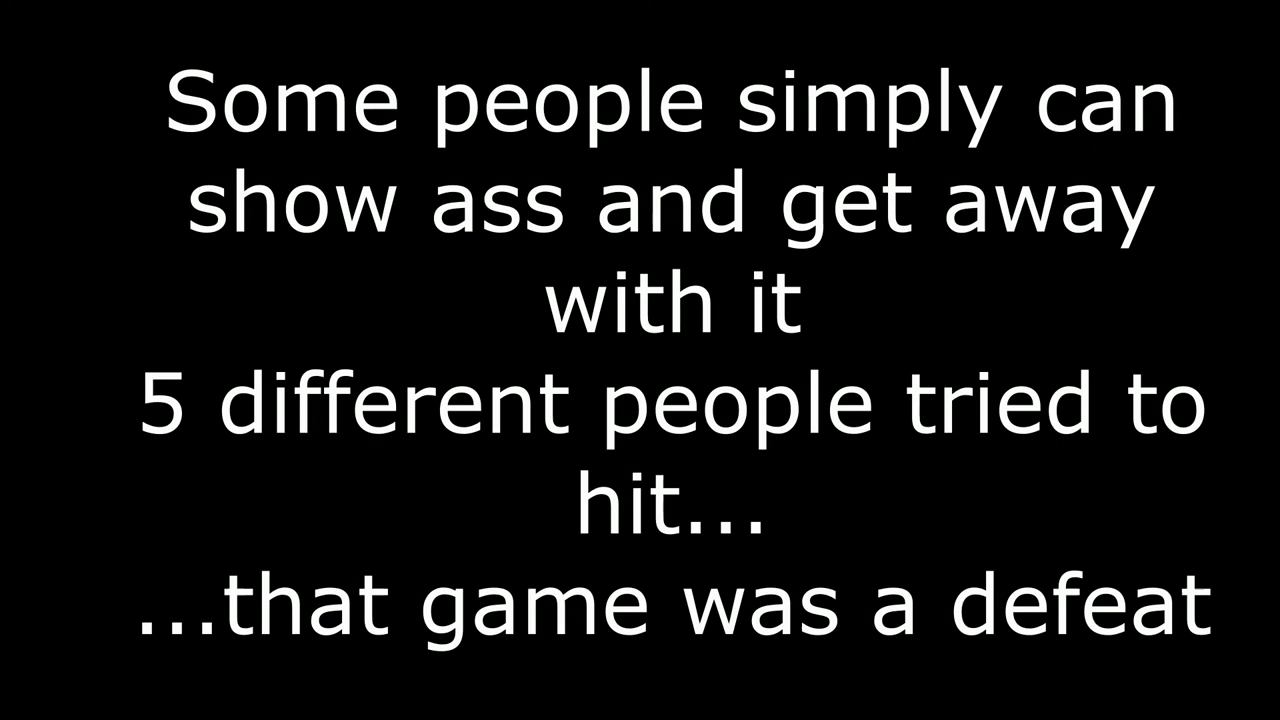 Some people simply can
show ass and get away
with it
5 different people tried to
hit...
...that game was a defeat